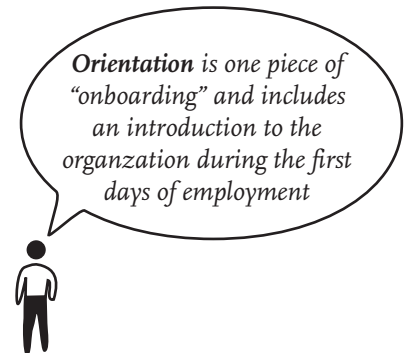 Orientation is one piece of
“onboarding” and includes
an introduction to the
organzation during the first
days of employment